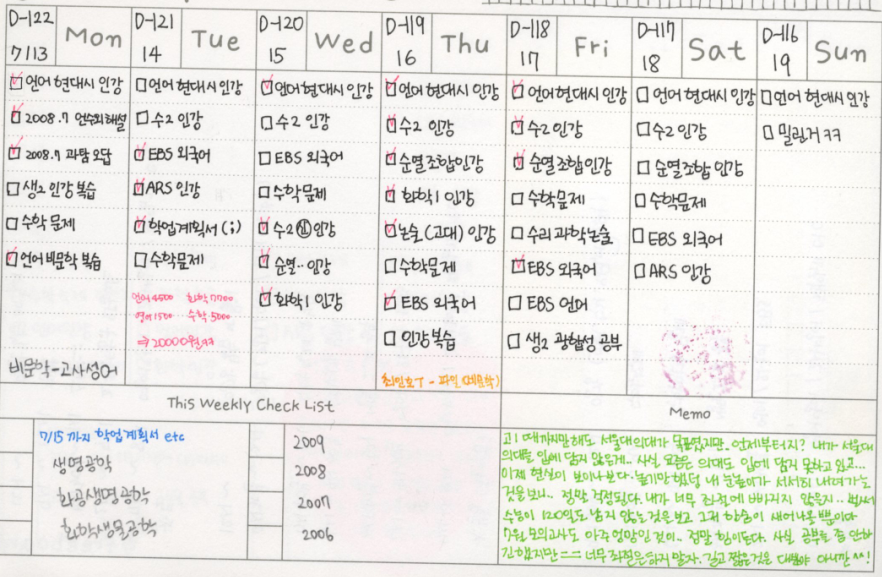 D-122
7/13 Mon
언어 현대시 인강
2008.7 언수외 해설
2008.7 과탐 오답
생2 인강 복습
수학 문제
언어 비문학 복습
비문학-고사성어
D-121
14 Tue
언어 현대시 인강
수2 인강
EBS 외국어
ARS 인강
학업계획서 (;)
수학문제
언어 4500 화학 7700
영어 1500 수학 5000
⇒ 20000원ㅋㅋ
D-120
15 Wed
언어 현대시 인강
수2 인강
EBS 외국어
수학문제
수2 인강
순열.. 인강
화학1 인강
D-119
16 Thu
언어 현대시 인강
수2 인강
순열조합인강
화학1 인강
논술 (고대) 인강
수학문제
EBS 외국어
인강복습
최인호T - 파일 (비문학)
D-118
17 Fri
언어 현대시 인강
수2 인강
순열조합인강
수학문제
수리과학논술
EBS 외국어
EBS 언어
생2 광합성 공부
D-117
18 Sat
언어 현대시 인강
수2 인강
순열조합 인강
수학문제
EBS 외국어
ARS 인강
D-116
19 Sun
언어 현대시 인강
밀린거 ㅋㅋ
This Weekly Check List
7/15 까지 학업계획서 etc
생명공학
화공생명공학
화학생물공학
2009
2008
2007
2006
Memo
고1 때까지만해도 서울대의대가 목표였지만.. 언제부터지? 내가 서울대
의대를 입에 담지 않은게.. 사실 요즘은 의대도 입에 담지 못하고 있고...
이제 현실이 보이나보다. 높기만 했던 내 눈높이가 서서히 내려가는
것을보니.. 정말 걱정된다. 내가 너무 좌절에 빠지지 않을지.. 벌써
수능이 120일도 남지 않은것을 보고 그저 한숨이 새어나올 뿐이다
7월 모의고사도 아주 엉망인 것이.. 정말 힘이든다. 사실 공부를 좀 안하
긴 했지만 == 너무 좌절은 하지 말자. 길고 짧은것은 대봐야 아니깐 ^^!